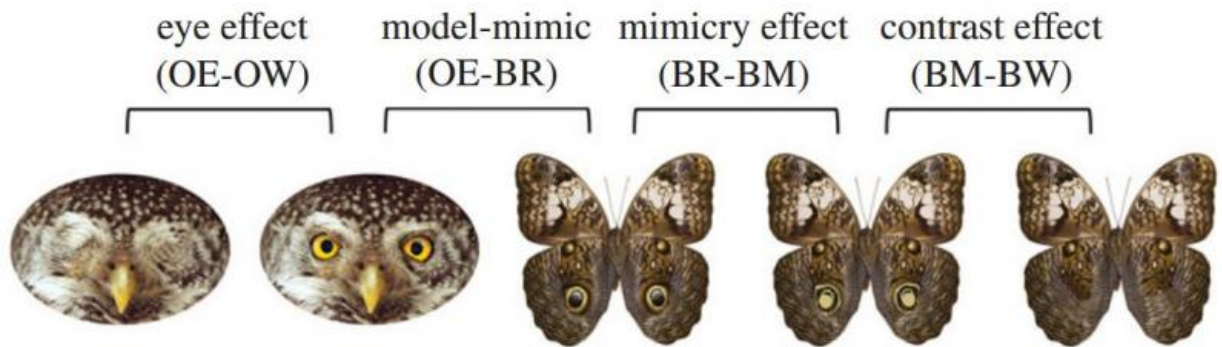 eye effect model-mimic mimicry effect contrast effect
(OE-OW) (OE-BR) (BR-BM) (BM-BW)